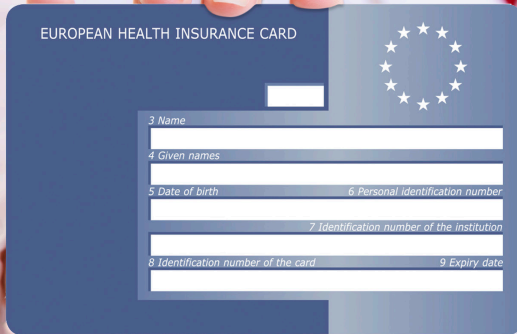 EUROPEAN HEALTH INSURANCE CARD
3 Name
4 Given names
5 Date of birth 6 Personal identification number
7 Identification number of the institution
8 Identification number of the card 9 Expiry date